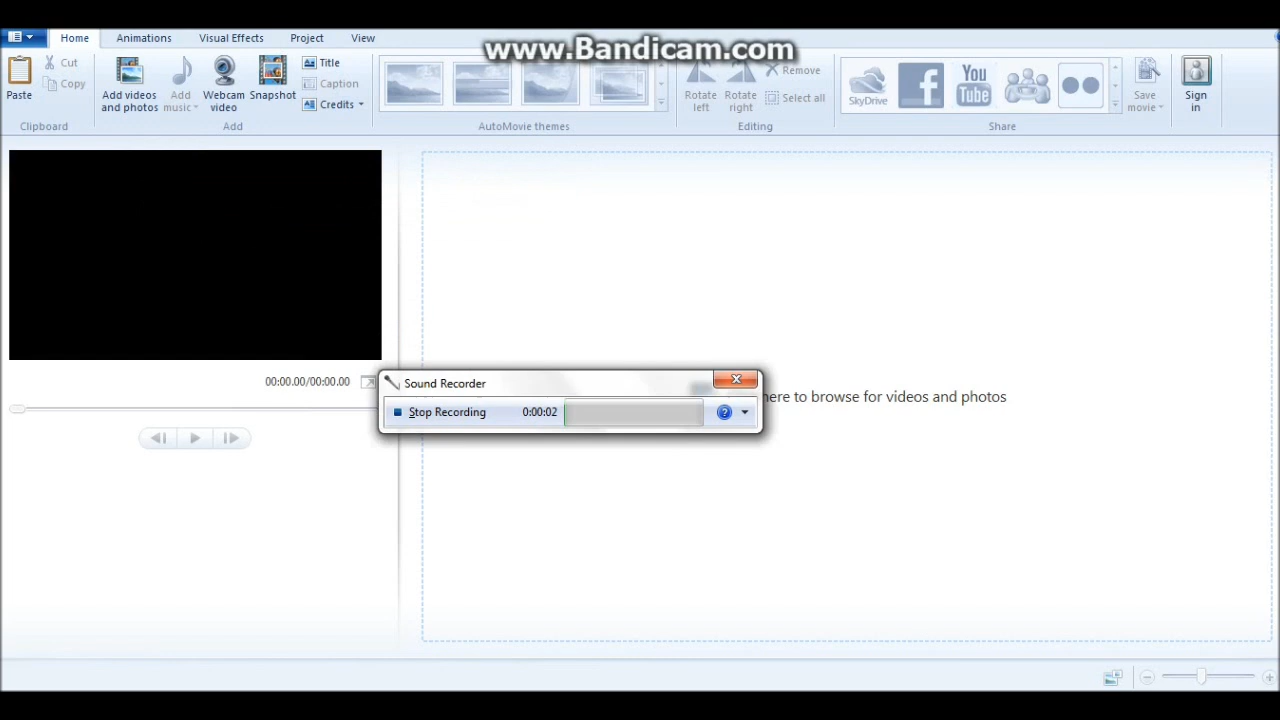 www.Bandicam.com
Home
Animations
Visual Effects
Project
View
Paste
Cut
Copy
Clipboard
Add videos
and photos
Add
music
Webcam
video
Snapshot
Title
Caption
Credits
Add
AutoMovie themes
Rotate
left
Rotate
right
Remove
Select all
Editing
SkyDrive
f
You
Tube
Share
Save
movie
Sign
in
00:00.00/00:00.00
Sound Recorder
Stop Recording
0:00:02
?
here to browse for videos and photos